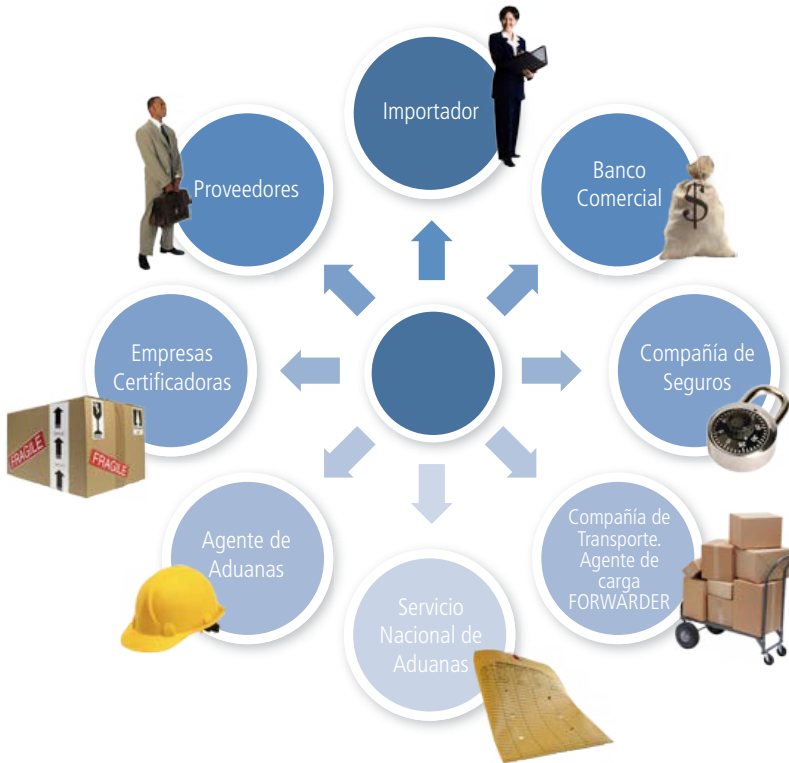 Importador
Banco
Comercial
Compañía de
Seguros
Compañía de
Transporte.
Agente de
carga
FORWARDER
Servicio
Nacional de
Aduanas
Agente de
Aduanas
Empresas
Certificadoras
Proveedores
$
FRAGILE
FRAGILE